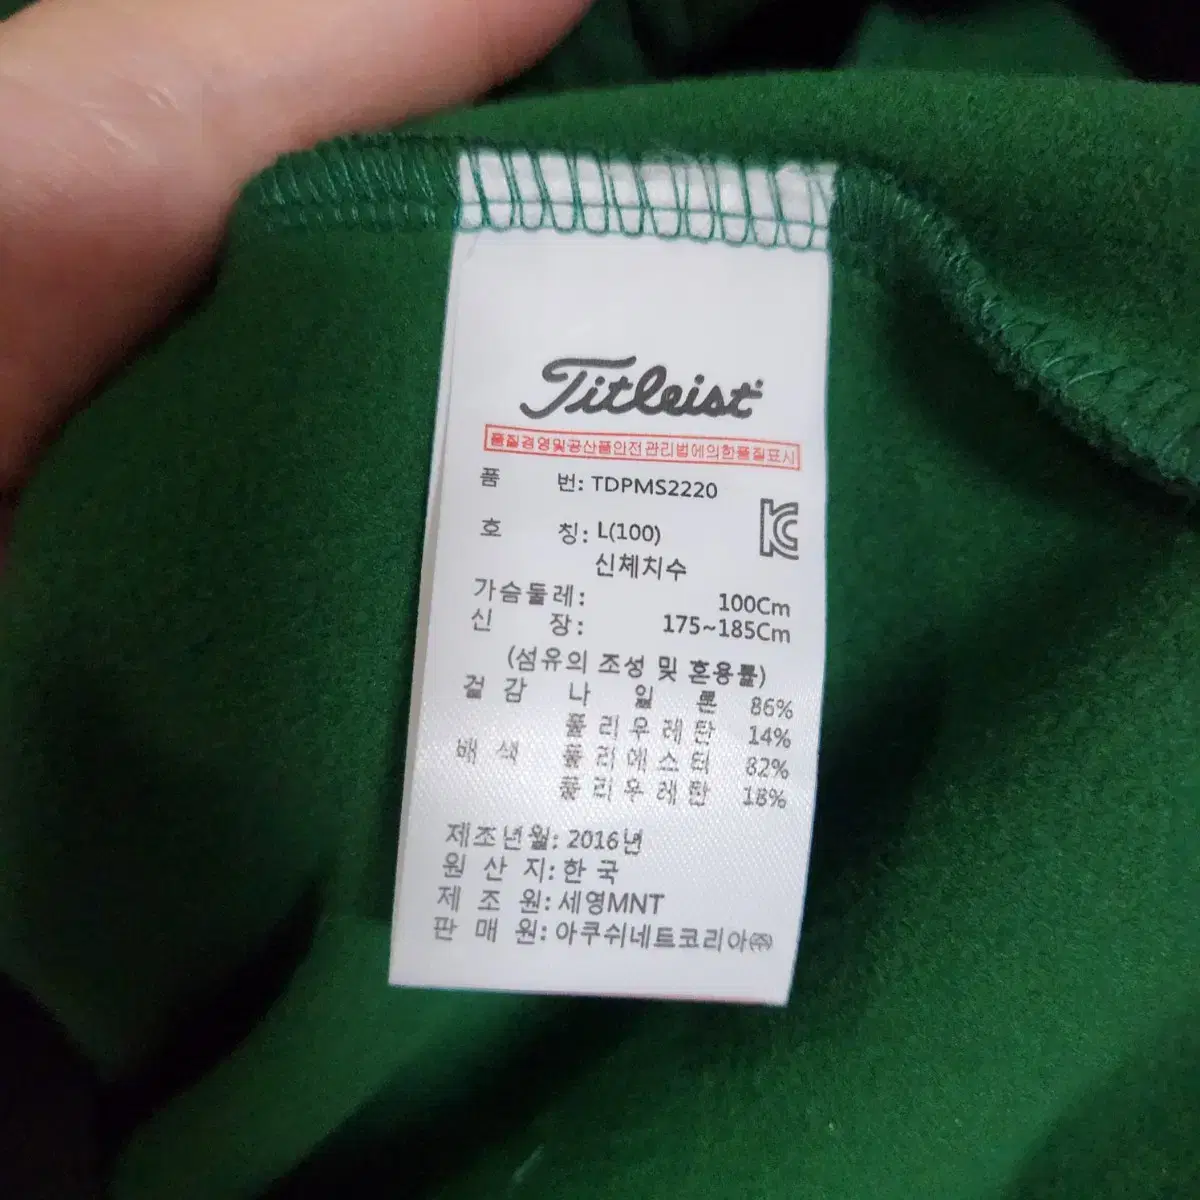 Titleist
품질경영및공산품안전관리법에의한품질표시
품 번: TDPMS2220
호 칭: L(100)
신체치수
가슴둘레: 100Cm
신 장: 175~185Cm
(섬유의 조성 및 혼용률)
겉 감 나 일 론 86%
폴리우레탄 14%
배 색 폴리에스터 82%
폴리우레탄 18%
제조년월: 2016년
원 산 지: 한 국
제 조 원: 세영MNT
판 매 원: 아쿠쉬네트코리아㈜